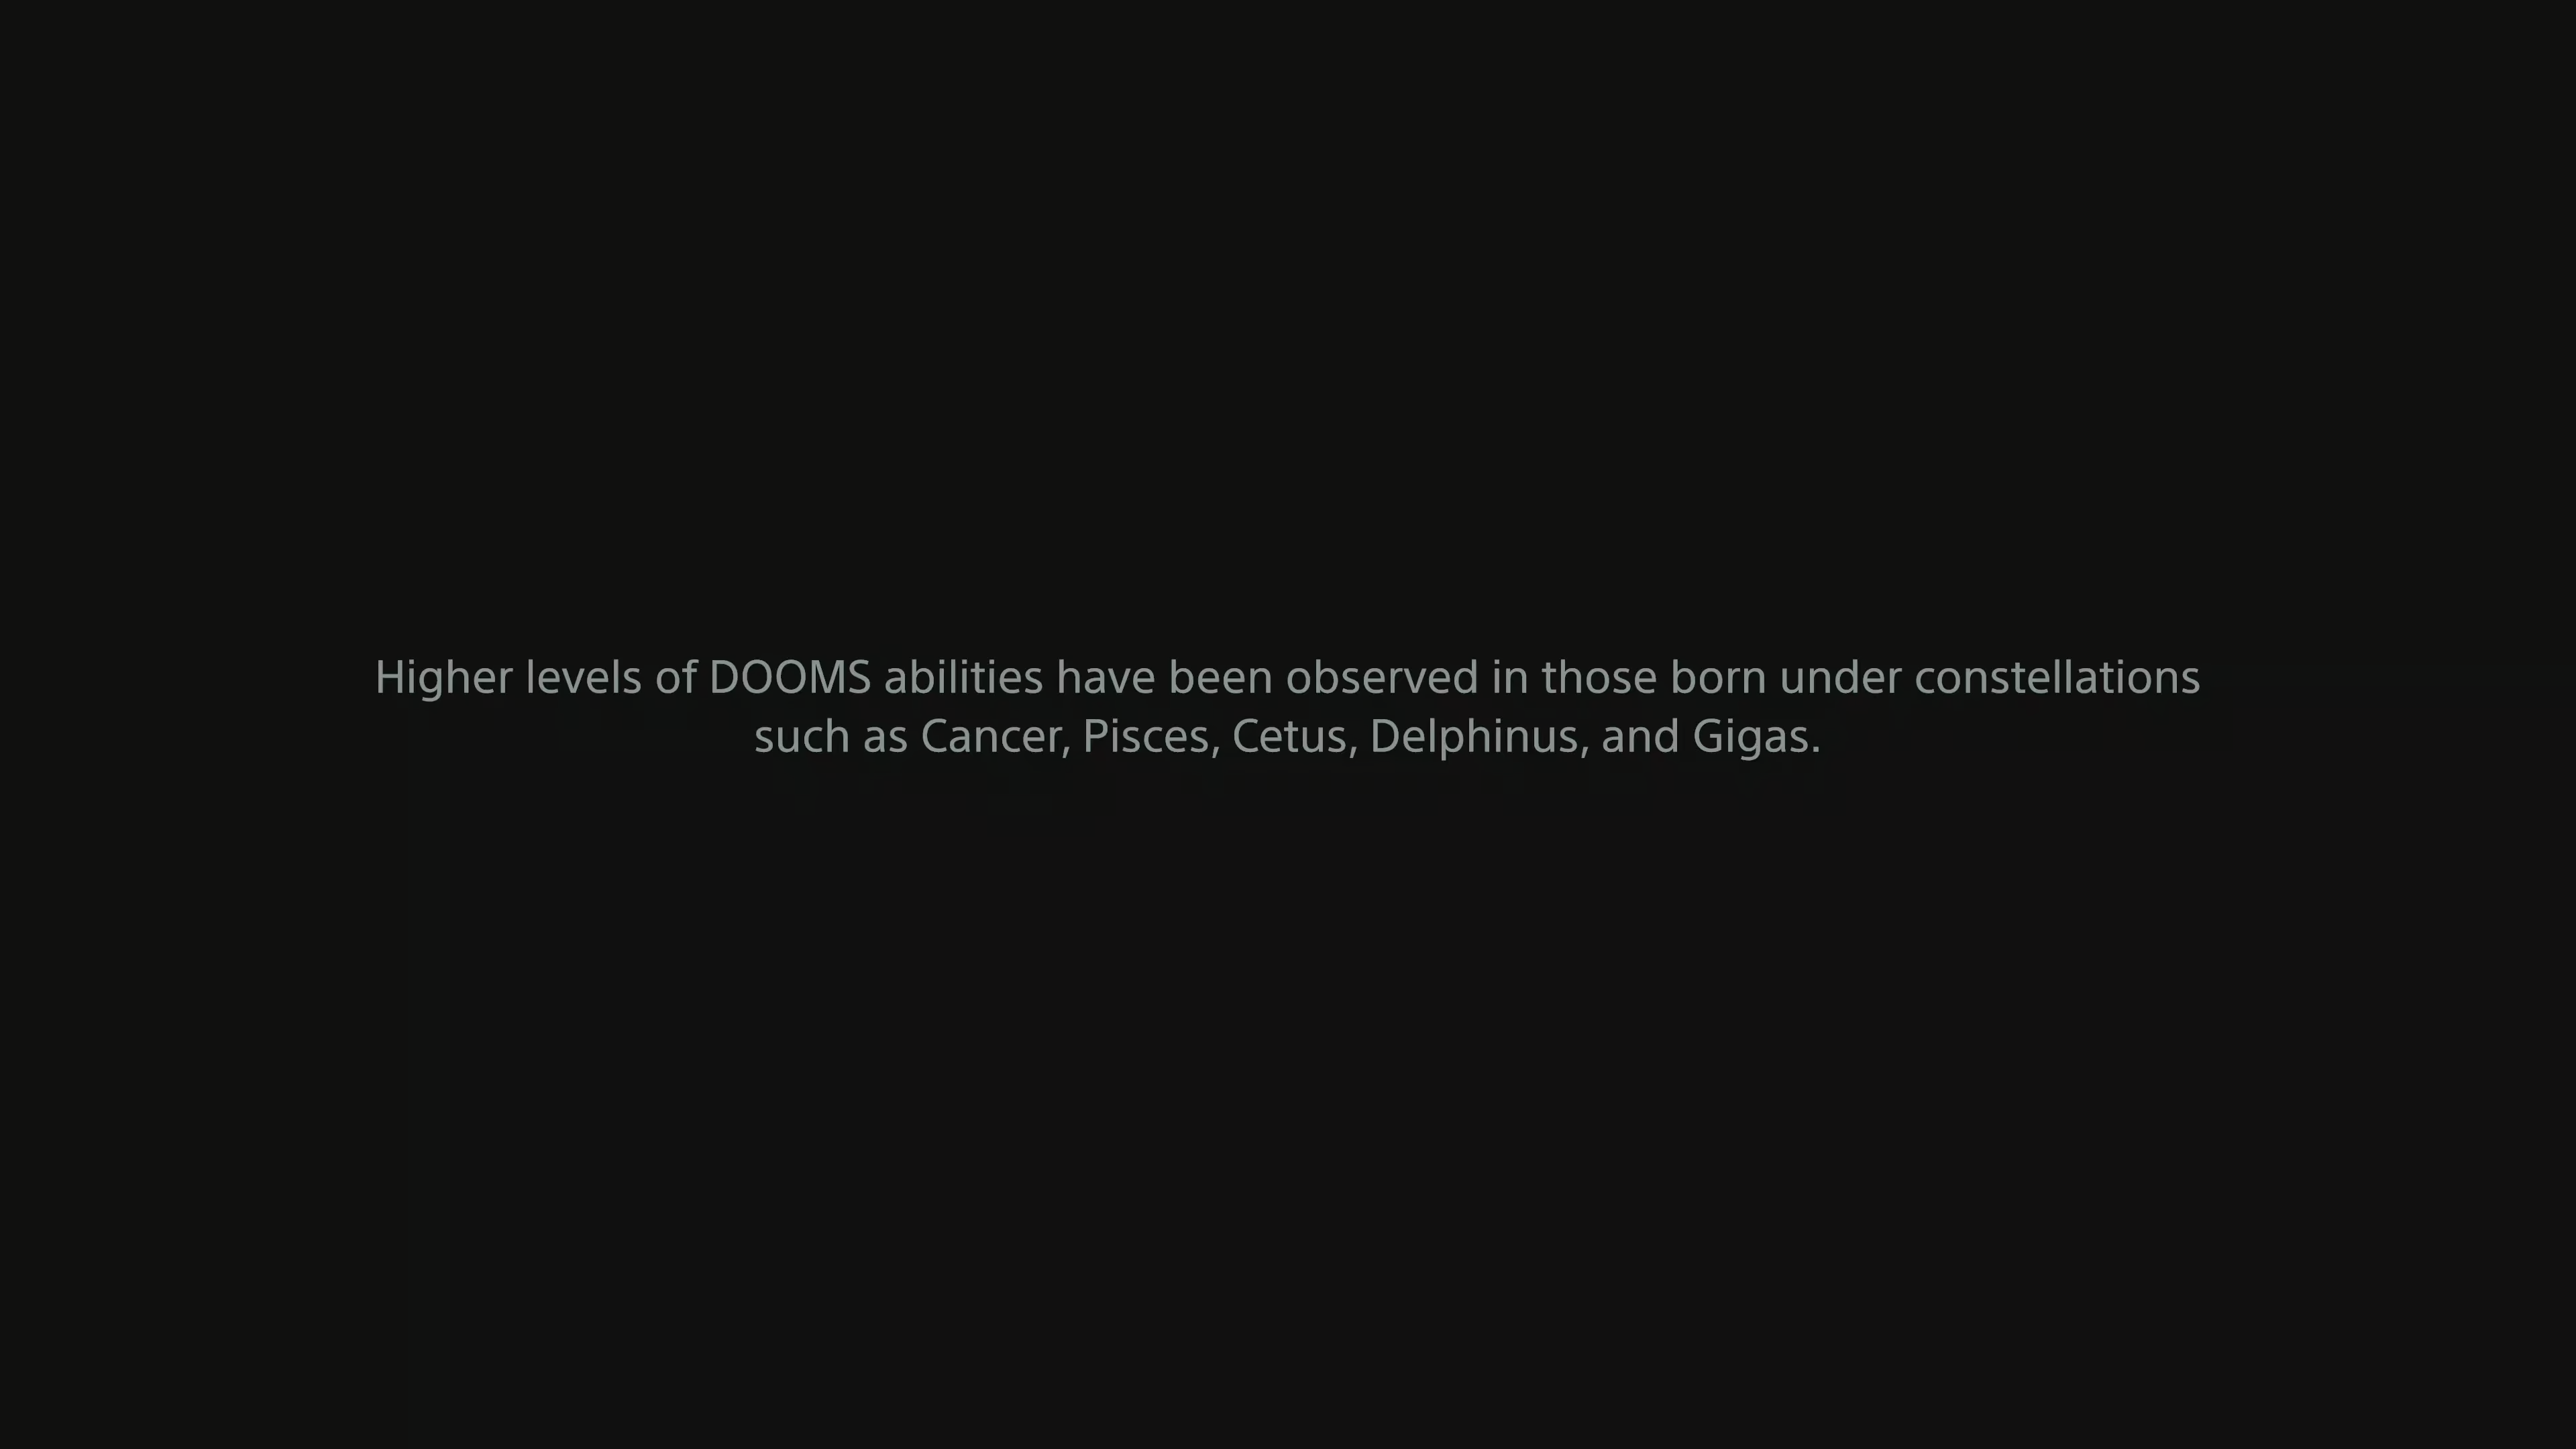 Higher levels of DOOMS abilities have been observed in those born under constellations
such as Cancer, Pisces, Cetus, Delphinus, and Gigas.